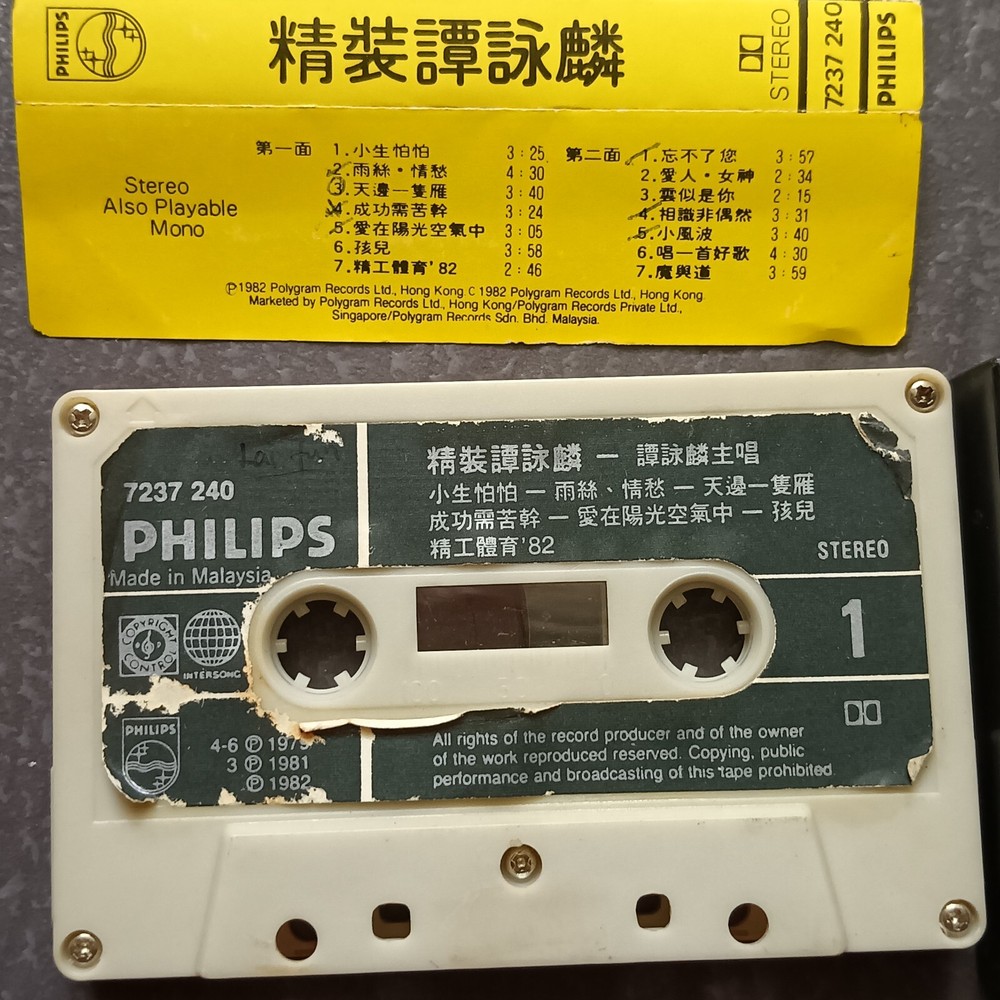 PHILIPS
精裝譚詠麟
STEREO
7237 240
PHILIPS
Stereo
Also Playable
Mono
第一面
1.小生怕怕 3:25
2.雨絲•情愁 4:30
3.天邊一隻雁 3:40
4.成功需苦幹 3:24
5.愛在陽光空氣中 3:05
6.孩兒 3:58
7.精工體育'82 2:46
第二面
1.忘不了您 3:57
2.愛人•女神 2:34
3.雲似是你 2:15
4.相識非偶然 3:31
5.小風波 3:40
6.唱一首好歌 4:30
7.魔與道 3:59
Ⓟ1982 Polygram Records Ltd., Hong Kong C 1982 Polygram Records Ltd., Hong Kong.
Marketed by Polygram Records Ltd., Hong Kong/Polygram Records Private Ltd.,
Singapore/Polygram Records Sdn. Bhd. Malaysia.
7237 240
PHILIPS
Made in Malaysia
精裝譚詠麟 — 譚詠麟主唱
小生怕怕 — 雨絲、情愁 — 天邊一隻雁
成功需苦幹 — 愛在陽光空氣中 — 孩兒
精工體育'82
STEREO
1
COPYRIGHT
CONTROL
INTERSONG
PHILIPS
4-6 Ⓟ 1979
3 Ⓟ 1981
Ⓟ 1982
All rights of the record producer and of the owner
of the work reproduced reserved. Copying, public
performance and broadcasting of this tape prohibited.